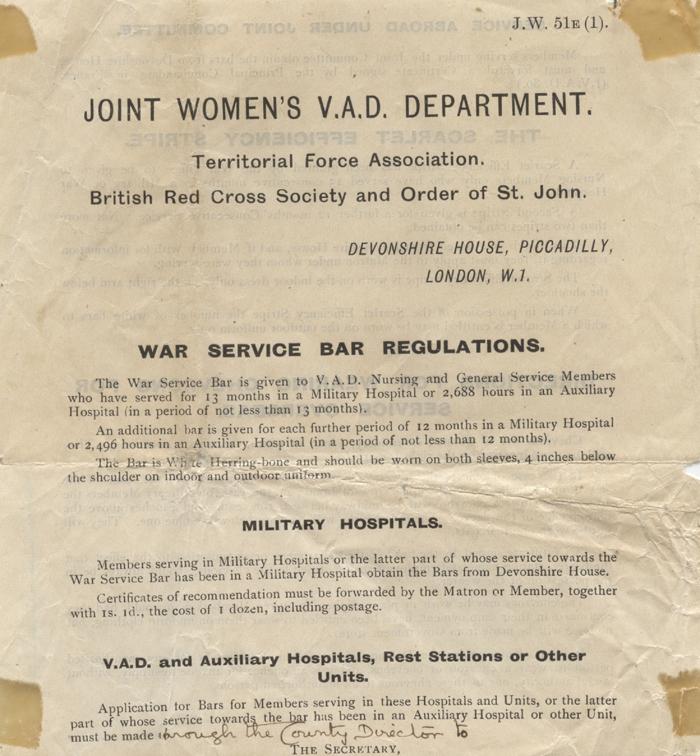 J.W. 51E (1).
JOINT WOMEN'S V.A.D. DEPARTMENT.
Territorial Force Association.
British Red Cross Society and Order of St. John.
DEVONSHIRE HOUSE, PICCADILLY,
LONDON, W.1.
WAR SERVICE BAR REGULATIONS.
The War Service Bar is given to V.A.D. Nursing and General Service Members
who have served for 13 months in a Military Hospital or 2,688 hours in an Auxiliary
Hospital (in a period of not less than 13 months).
An additional bar is given for each further period of 12 months in a Military Hospital
or 2,496 hours in an Auxiliary Hospital (in a period of not less than 12 months).
The Bar is White Herring-bone and should be worn on both sleeves, 4 inches below
the shoulder on indoor and outdoor uniform.
MILITARY HOSPITALS.
Members serving in Military Hospitals or the latter part of whose service towards the
War Service Bar has been in a Military Hospital obtain the Bars from Devonshire House.
Certificates of recommendation must be forwarded by the Matron or Member, together
with 1s. 1d., the cost of 1 dozen, including postage.
V.A.D. and Auxiliary Hospitals, Rest Stations or Other
Units.
Application for Bars for Members serving in these Hospitals and Units, or the latter
part of whose service towards the bar has been in an Auxiliary Hospital or other Unit,
must be made through the County Director to
THE SECRETARY,